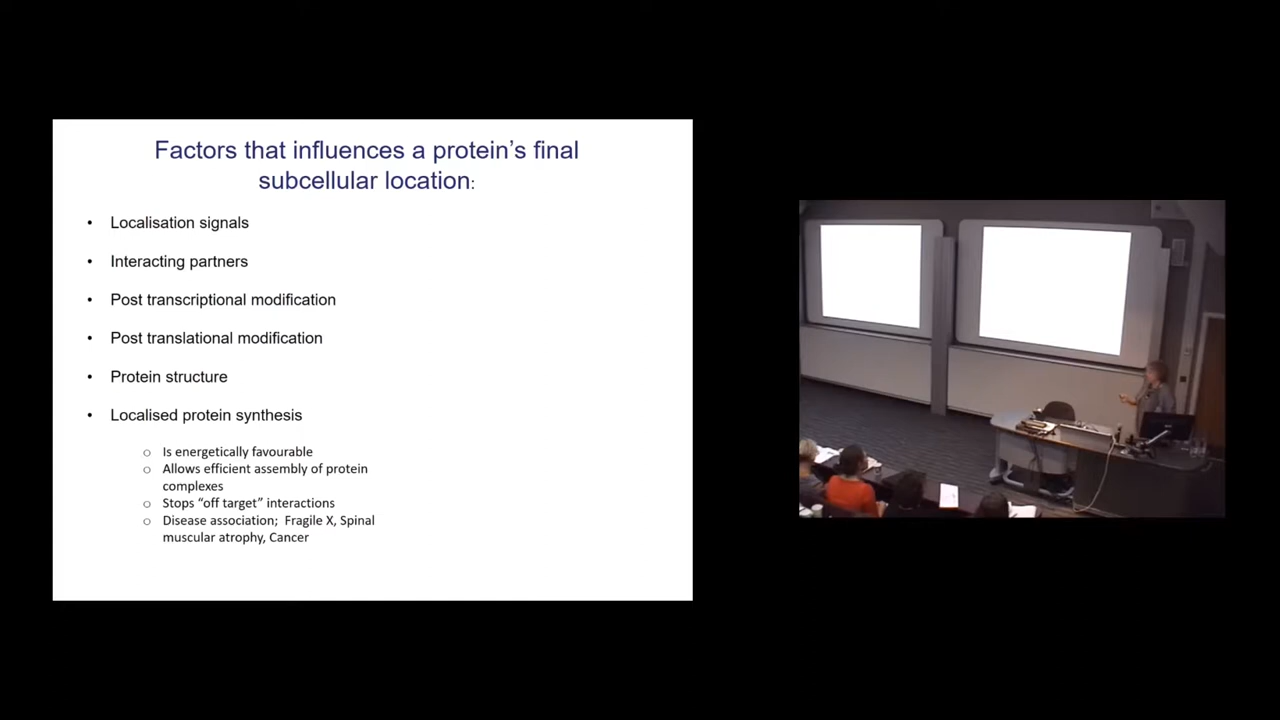 Factors that influences a protein’s final
subcellular location:
• Localisation signals
• Interacting partners
• Post transcriptional modification
• Post translational modification
• Protein structure
• Localised protein synthesis
○ Is energetically favourable
○ Allows efficient assembly of protein
complexes
○ Stops “off target” interactions
○ Disease association;  Fragile X, Spinal
muscular atrophy, Cancer